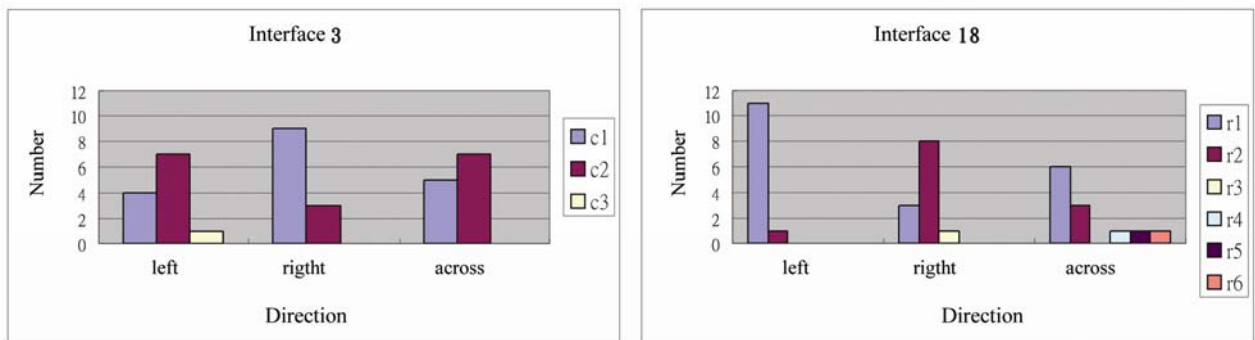 Interface 3
Number
12
10
8
6
4
2
0
left rigtht across
Direction
c1
c2
c3
Interface 18
Number
12
10
8
6
4
2
0
left rigtht across
Direction
r1
r2
r3
r4
r5
r6